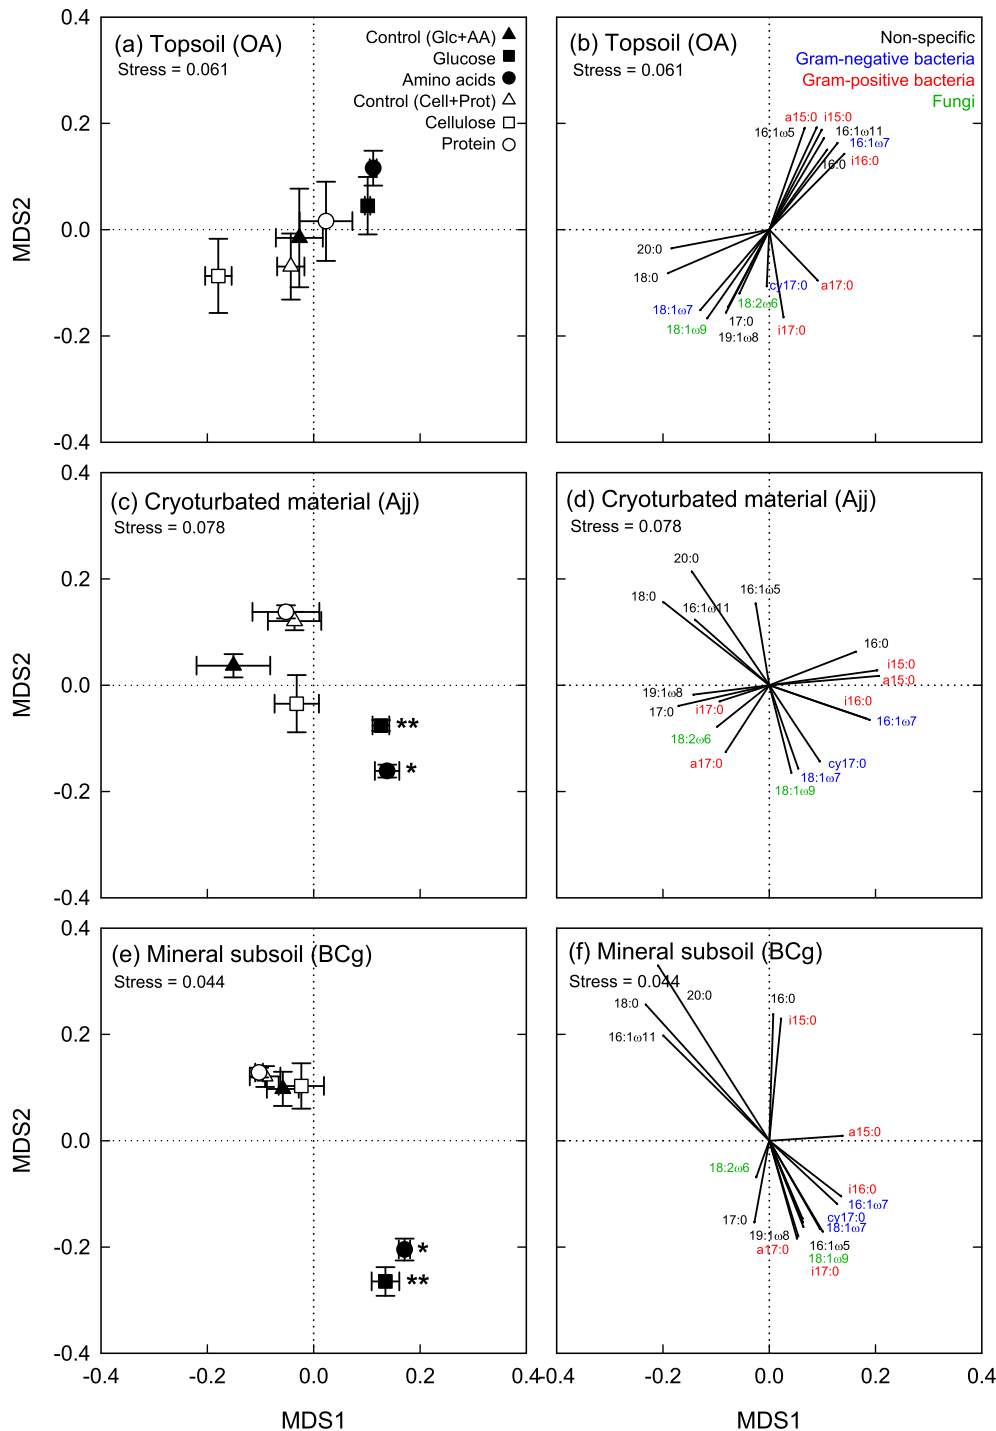 (a) Topsoil (OA)
Stress = 0.061
Control (Glc+AA)
Glucose
Amino acids
Control (Cell+Prot)
Cellulose
Protein
MDS2
0.4
0.2
0.0
-0.2
-0.4
-0.2
0.0
0.2
0.4
(b) Topsoil (OA)
Stress = 0.061
Non-specific
Gram-negative bacteria
Gram-positive bacteria
Fungi
a15:0
i15:0
16:1ω5
16:1ω11
16:1ω7
16:0
i16:0
20:0
18:0
cy17:0
a17:0
18:2ω6
18:1ω7
18:1ω9
17:0
i17:0
19:1ω8
(c) Cryoturbated material (Ajj)
Stress = 0.078
**
*
MDS2
0.4
0.2
0.0
-0.2
-0.4
(d) Cryoturbated material (Ajj)
Stress = 0.078
20:0
16:1ω5
18:0
16:1ω11
16:0
i15:0
a15:0
19:1ω8
i16:0
17:0
i17:0
16:1ω7
18:2ω6
a17:0
cy17:0
18:1ω7
18:1ω9
(e) Mineral subsoil (BCg)
Stress = 0.044
*
**
MDS2
0.4
0.2
0.0
-0.2
-0.4
-0.4
-0.2
0.0
0.2
0.4
MDS1
(f) Mineral subsoil (BCg)
Stress = 0.044
20:0
18:0
16:0
i15:0
16:1ω11
a15:0
18:2ω6
i16:0
16:1ω7
17:0
cy17:0
18:1ω7
19:1ω8
16:1ω5
a17:0
18:1ω9
i17:0
-0.4
-0.2
0.0
0.2
0.4
MDS1